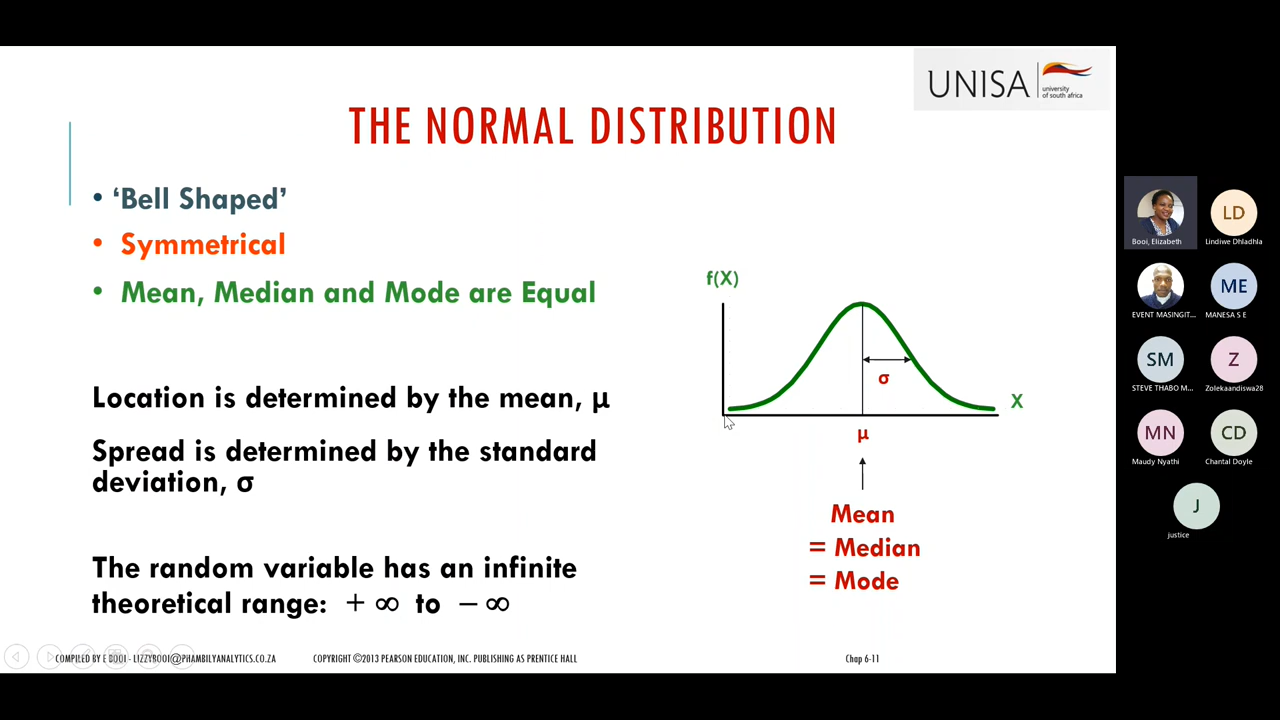 UNISA
university
of south africa
THE NORMAL DISTRIBUTION
• ‘Bell Shaped’
• Symmetrical
• Mean, Median and Mode are Equal
Location is determined by the mean, μ
Spread is determined by the standard
deviation, σ
The random variable has an infinite
theoretical range: + ∞ to − ∞
f(X)
σ
X
μ
Mean
= Median
= Mode
COMPILED BY E BOOI - LIZZYBOOI@PHAMBILYANALYTICS.CO.ZA
COPYRIGHT ©2013 PEARSON EDUCATION, INC. PUBLISHING AS PRENTICE HALL
Chap 6-11
Booi, Elizabeth
LD
Lindiwe Dhladhla
EVENT MASINGIT...
ME
MANESA S E
SM
STEVE THABO M...
Z
Zolekaandiswa28
MN
Maudy Nyathi
CD
Chantal Doyle
J
justice